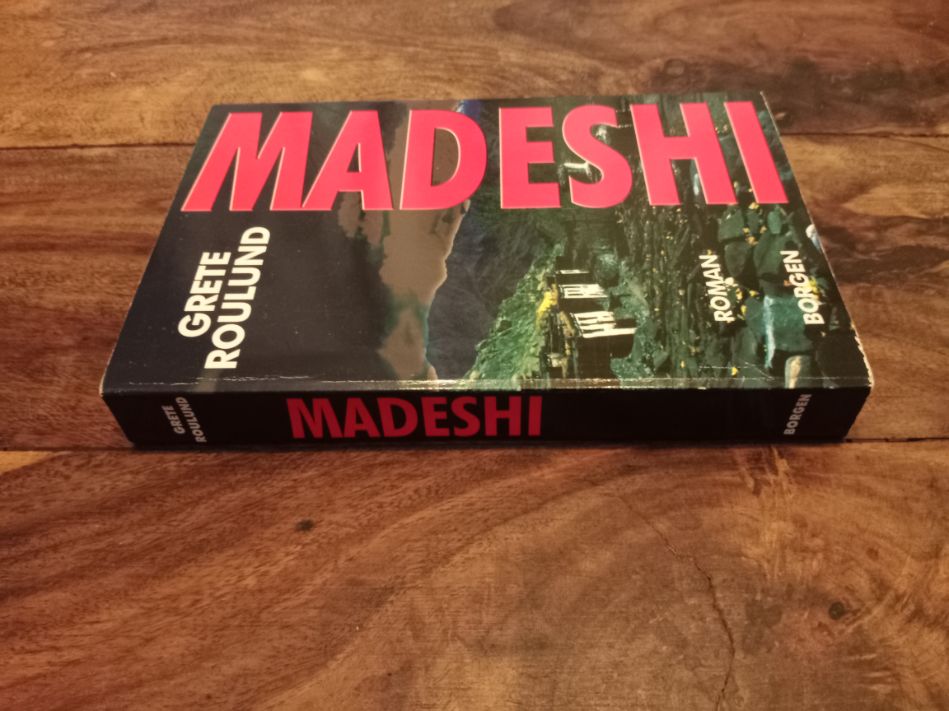 MADESHI
GRETE
ROULUND
ROMAN
BORGEN
GRETE
ROULUND
MADESHI
BORGEN